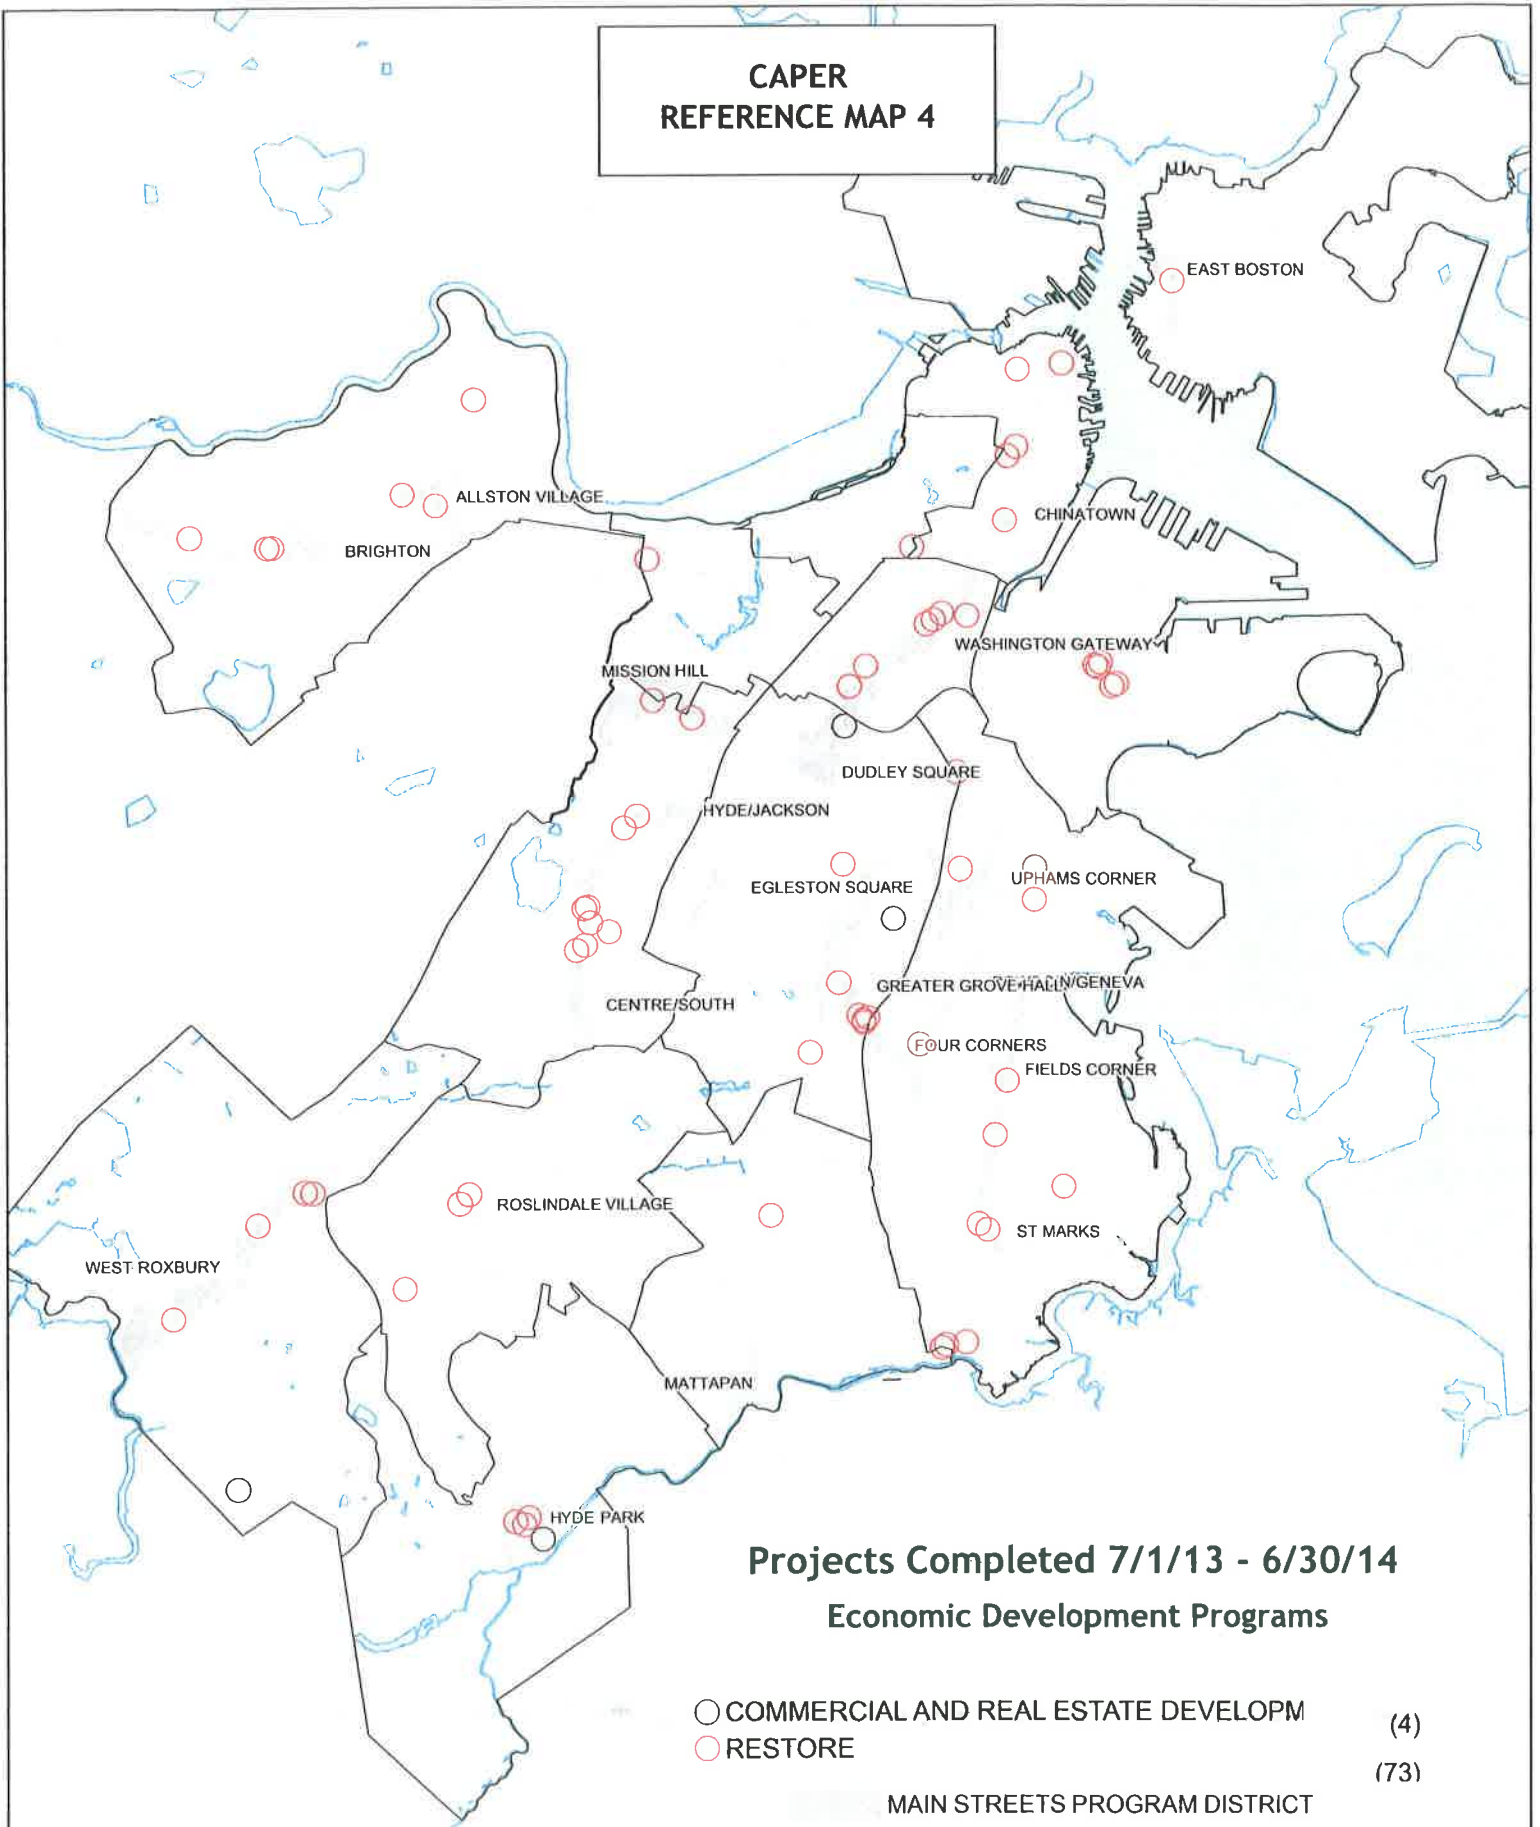 CAPER
REFERENCE MAP 4
EAST BOSTON
ALLSTON VILLAGE
CHINATOWN
BRIGHTON
WASHINGTON GATEWAY
MISSION HILL
DUDLEY SQUARE
HYDE/JACKSON
UPHAMS CORNER
EGLESTON SQUARE
GREATER GROVE HALL
N/GENEVA
CENTRE/SOUTH
FOUR CORNERS
FIELDS CORNER
ROSLINDALE VILLAGE
ST MARKS
WEST ROXBURY
MATTAPAN
HYDE PARK
Projects Completed 7/1/13 - 6/30/14
Economic Development Programs
COMMERCIAL AND REAL ESTATE DEVELOPM (4)
RESTORE (73)
MAIN STREETS PROGRAM DISTRICT